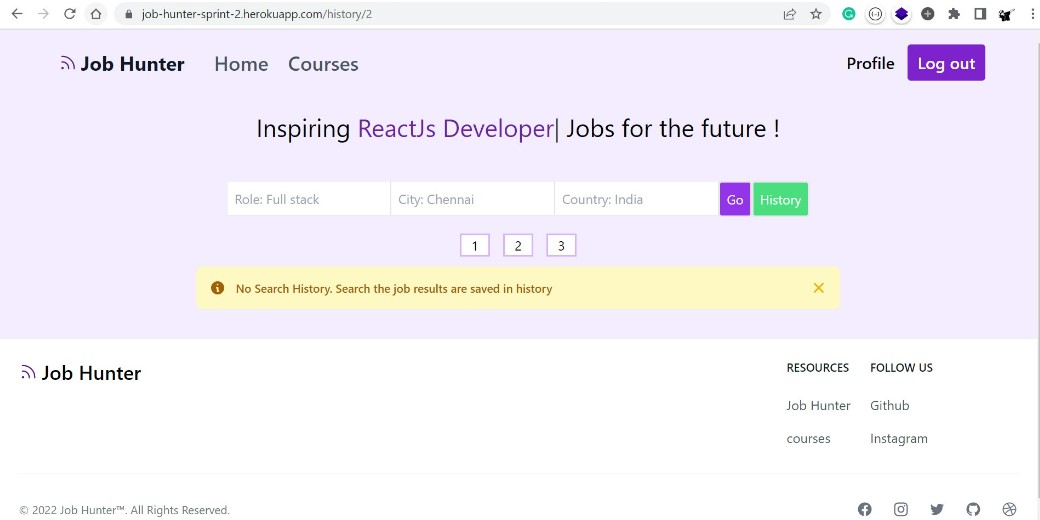 job-hunter-sprint-2.herokuapp.com/history/2
Job Hunter Home Courses Profile Log out
Inspiring ReactJs Developer| Jobs for the future !
Role: Full stack City: Chennai Country: India Go History
1 2 3
No Search History. Search the job results are saved in history
Job Hunter RESOURCES FOLLOW US
Job Hunter Github
courses Instagram
© 2022 Job Hunter™. All Rights Reserved.